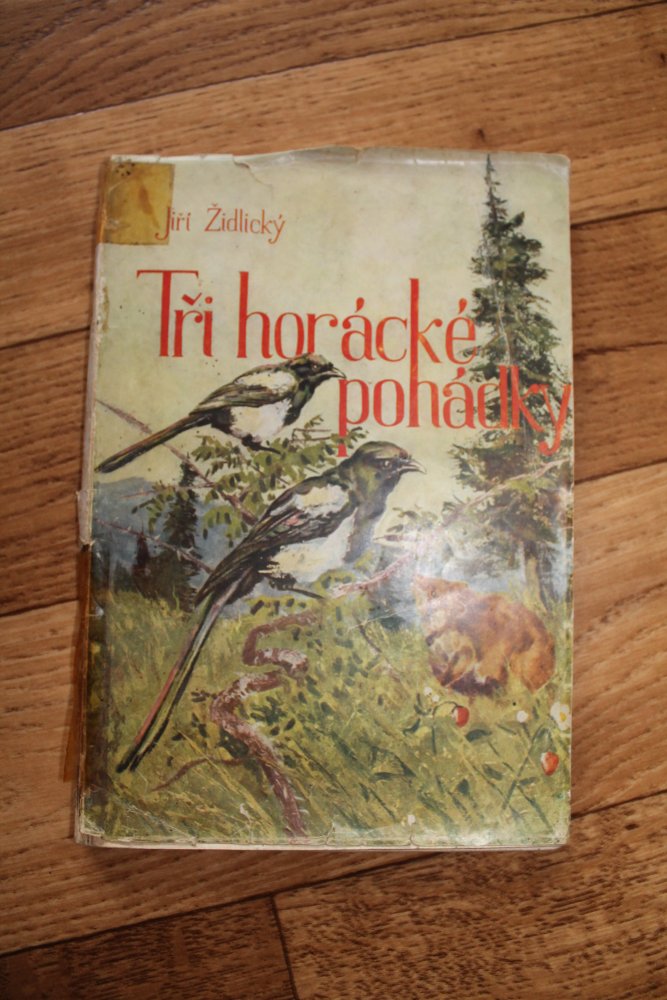 Jiří Židlický
Tři horácké
pohádky